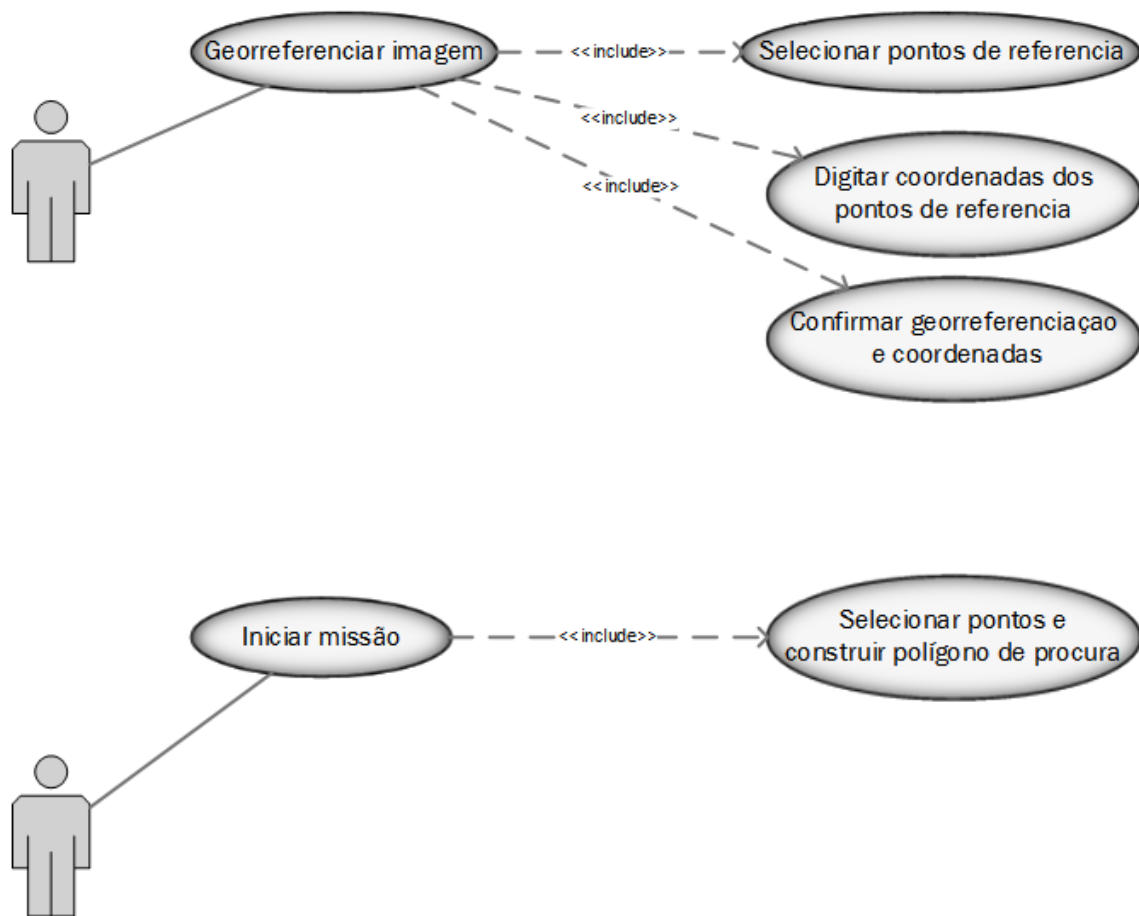 Georreferenciar imagem
<<include>>
Selecionar pontos de referencia
<<include>>
Digitar coordenadas dos
pontos de referencia
<<include>>
Confirmar georreferenciaçao
e coordenadas
Iniciar missão
<<include>>
Selecionar pontos e
construir polígono de procura